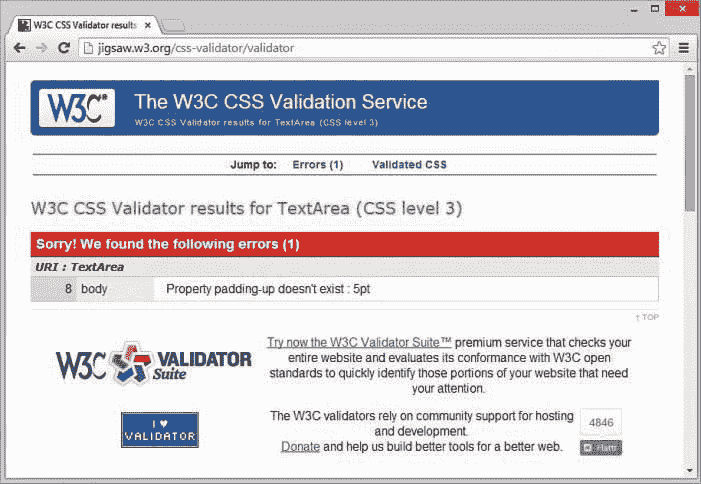 W3C CSS Validator results
jigsaw.w3.org/css-validator/validator
W3C®
The W3C CSS Validation Service
W3C CSS Validator results for TextArea (CSS level 3)
Jump to: Errors (1) Validated CSS
W3C CSS Validator results for TextArea (CSS level 3)
Sorry! We found the following errors (1)
URI : TextArea
8 body Property padding-up doesn't exist : 5pt
↑ TOP
W3C VALIDATOR
Suite
Try now the W3C Validator Suite™ premium service that checks your
entire website and evaluates its conformance with W3C open
standards to quickly identify those portions of your website that need
your attention.
I ♥
VALIDATOR
The W3C validators rely on community support for hosting
and development.
Donate and help us build better tools for a better web.
4846
Flattr